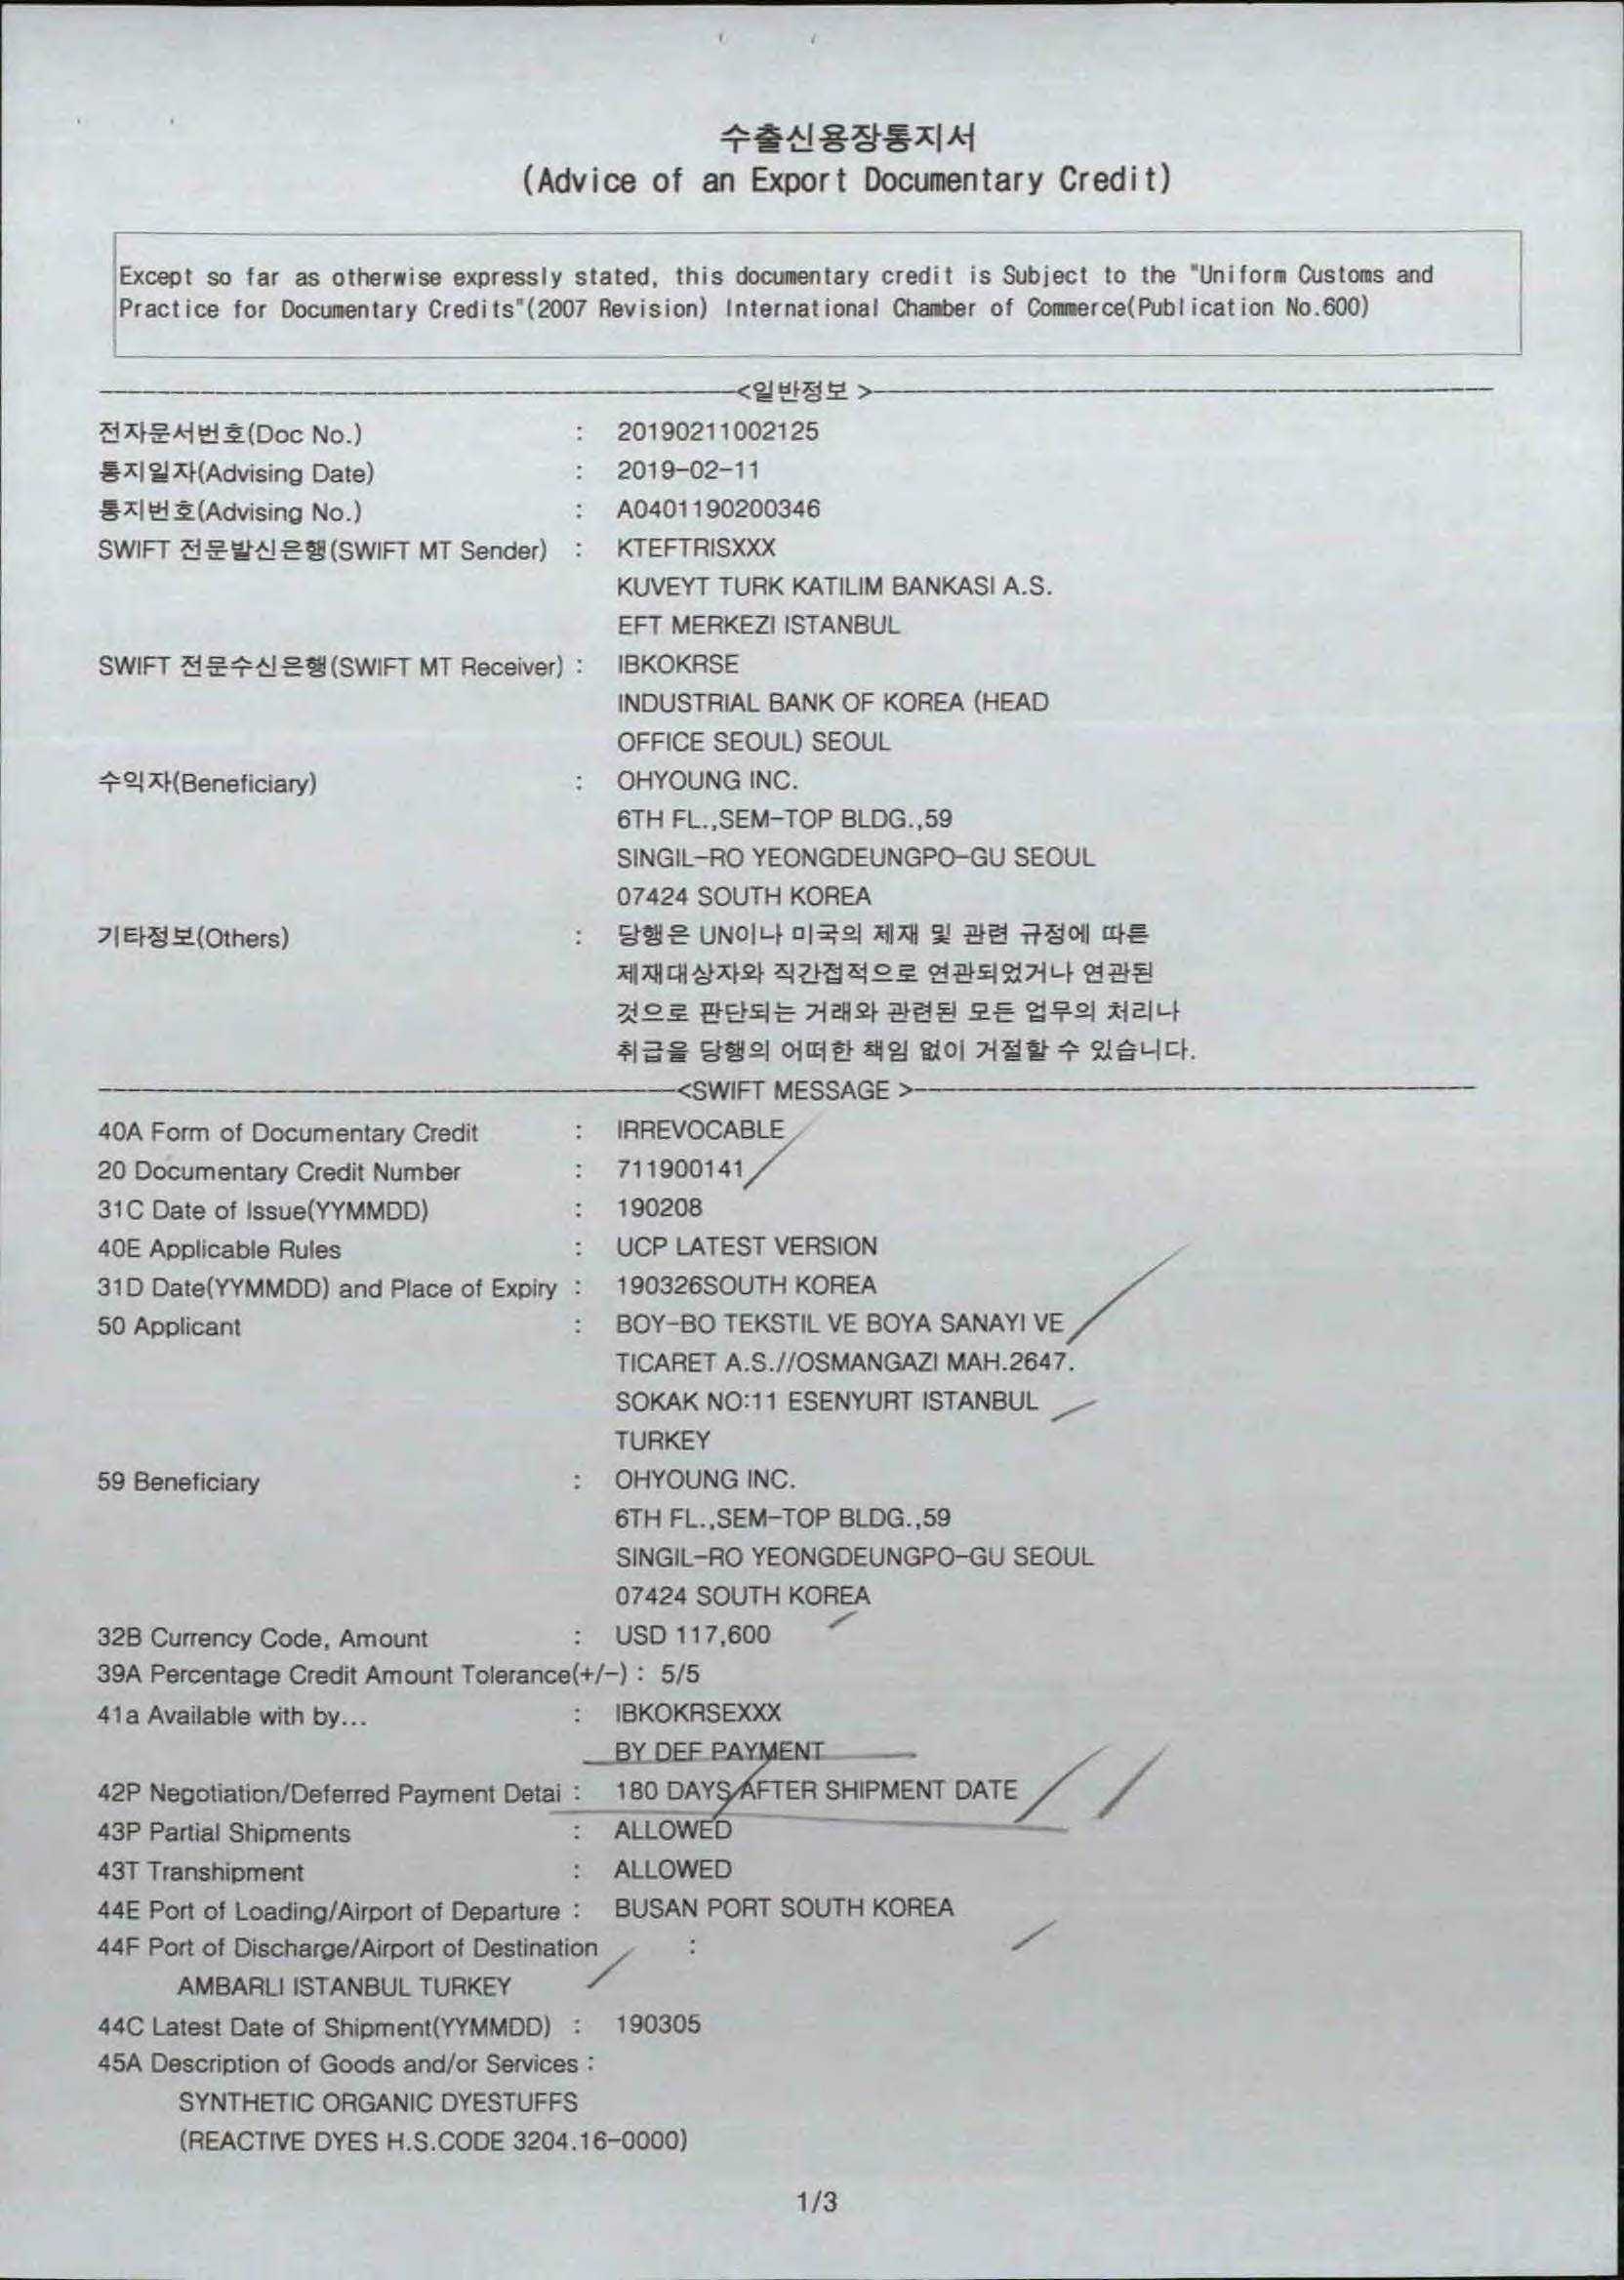 수출신용장통지서
(Advice of an Export Documentary Credit)
Except so far as otherwise expressly stated, this documentary credit is Subject to the "Uniform Customs and
Practice for Documentary Credits"(2007 Revision) International Chamber of Commerce(Publication No.600)
<일반정보 >
전자문서번호(Doc No.) : 20190211002125
통지일자(Advising Date) : 2019-02-11
통지번호(Advising No.) : A0401190200346
SWIFT 전문발신은행(SWIFT MT Sender) : KTEFTRISXXX
KUVEYT TURK KATILIM BANKASI A.S.
EFT MERKEZI ISTANBUL
SWIFT 전문수신은행(SWIFT MT Receiver) : IBKOKRSE
INDUSTRIAL BANK OF KOREA (HEAD
OFFICE SEOUL) SEOUL
수익자(Beneficiary) : OHYOUNG INC.
6TH FL.,SEM-TOP BLDG.,59
SINGIL-RO YEONGDEUNGPO-GU SEOUL
07424 SOUTH KOREA
기타정보(Others) : 당행은 UN이나 미국의 제재 및 관련 규정에 따른
제재대상자와 직간접적으로 연관되었거나 연관된
것으로 판단되는 거래와 관련된 모든 업무의 처리나
취급을 당행의 어떠한 책임 없이 거절할 수 있습니다.
<SWIFT MESSAGE >
40A Form of Documentary Credit : IRREVOCABLE
20 Documentary Credit Number : 711900141
31C Date of Issue(YYMMDD) : 190208
40E Applicable Rules : UCP LATEST VERSION
31D Date(YYMMDD) and Place of Expiry : 190326SOUTH KOREA
50 Applicant : BOY-BO TEKSTIL VE BOYA SANAYI VE
TICARET A.S.//OSMANGAZI MAH.2647.
SOKAK NO:11 ESENYURT ISTANBUL
TURKEY
59 Beneficiary : OHYOUNG INC.
6TH FL.,SEM-TOP BLDG.,59
SINGIL-RO YEONGDEUNGPO-GU SEOUL
07424 SOUTH KOREA
32B Currency Code, Amount : USD 117,600
39A Percentage Credit Amount Tolerance(+/-) : 5/5
41a Available with by... : IBKOKRSEXXX
BY DEF PAYMENT
42P Negotiation/Deferred Payment Detai : 180 DAYS AFTER SHIPMENT DATE
43P Partial Shipments : ALLOWED
43T Transhipment : ALLOWED
44E Port of Loading/Airport of Departure : BUSAN PORT SOUTH KOREA
44F Port of Discharge/Airport of Destination :
AMBARLI ISTANBUL TURKEY
44C Latest Date of Shipment(YYMMDD) : 190305
45A Description of Goods and/or Services :
SYNTHETIC ORGANIC DYESTUFFS
(REACTIVE DYES H.S.CODE 3204.16-0000)
1/3